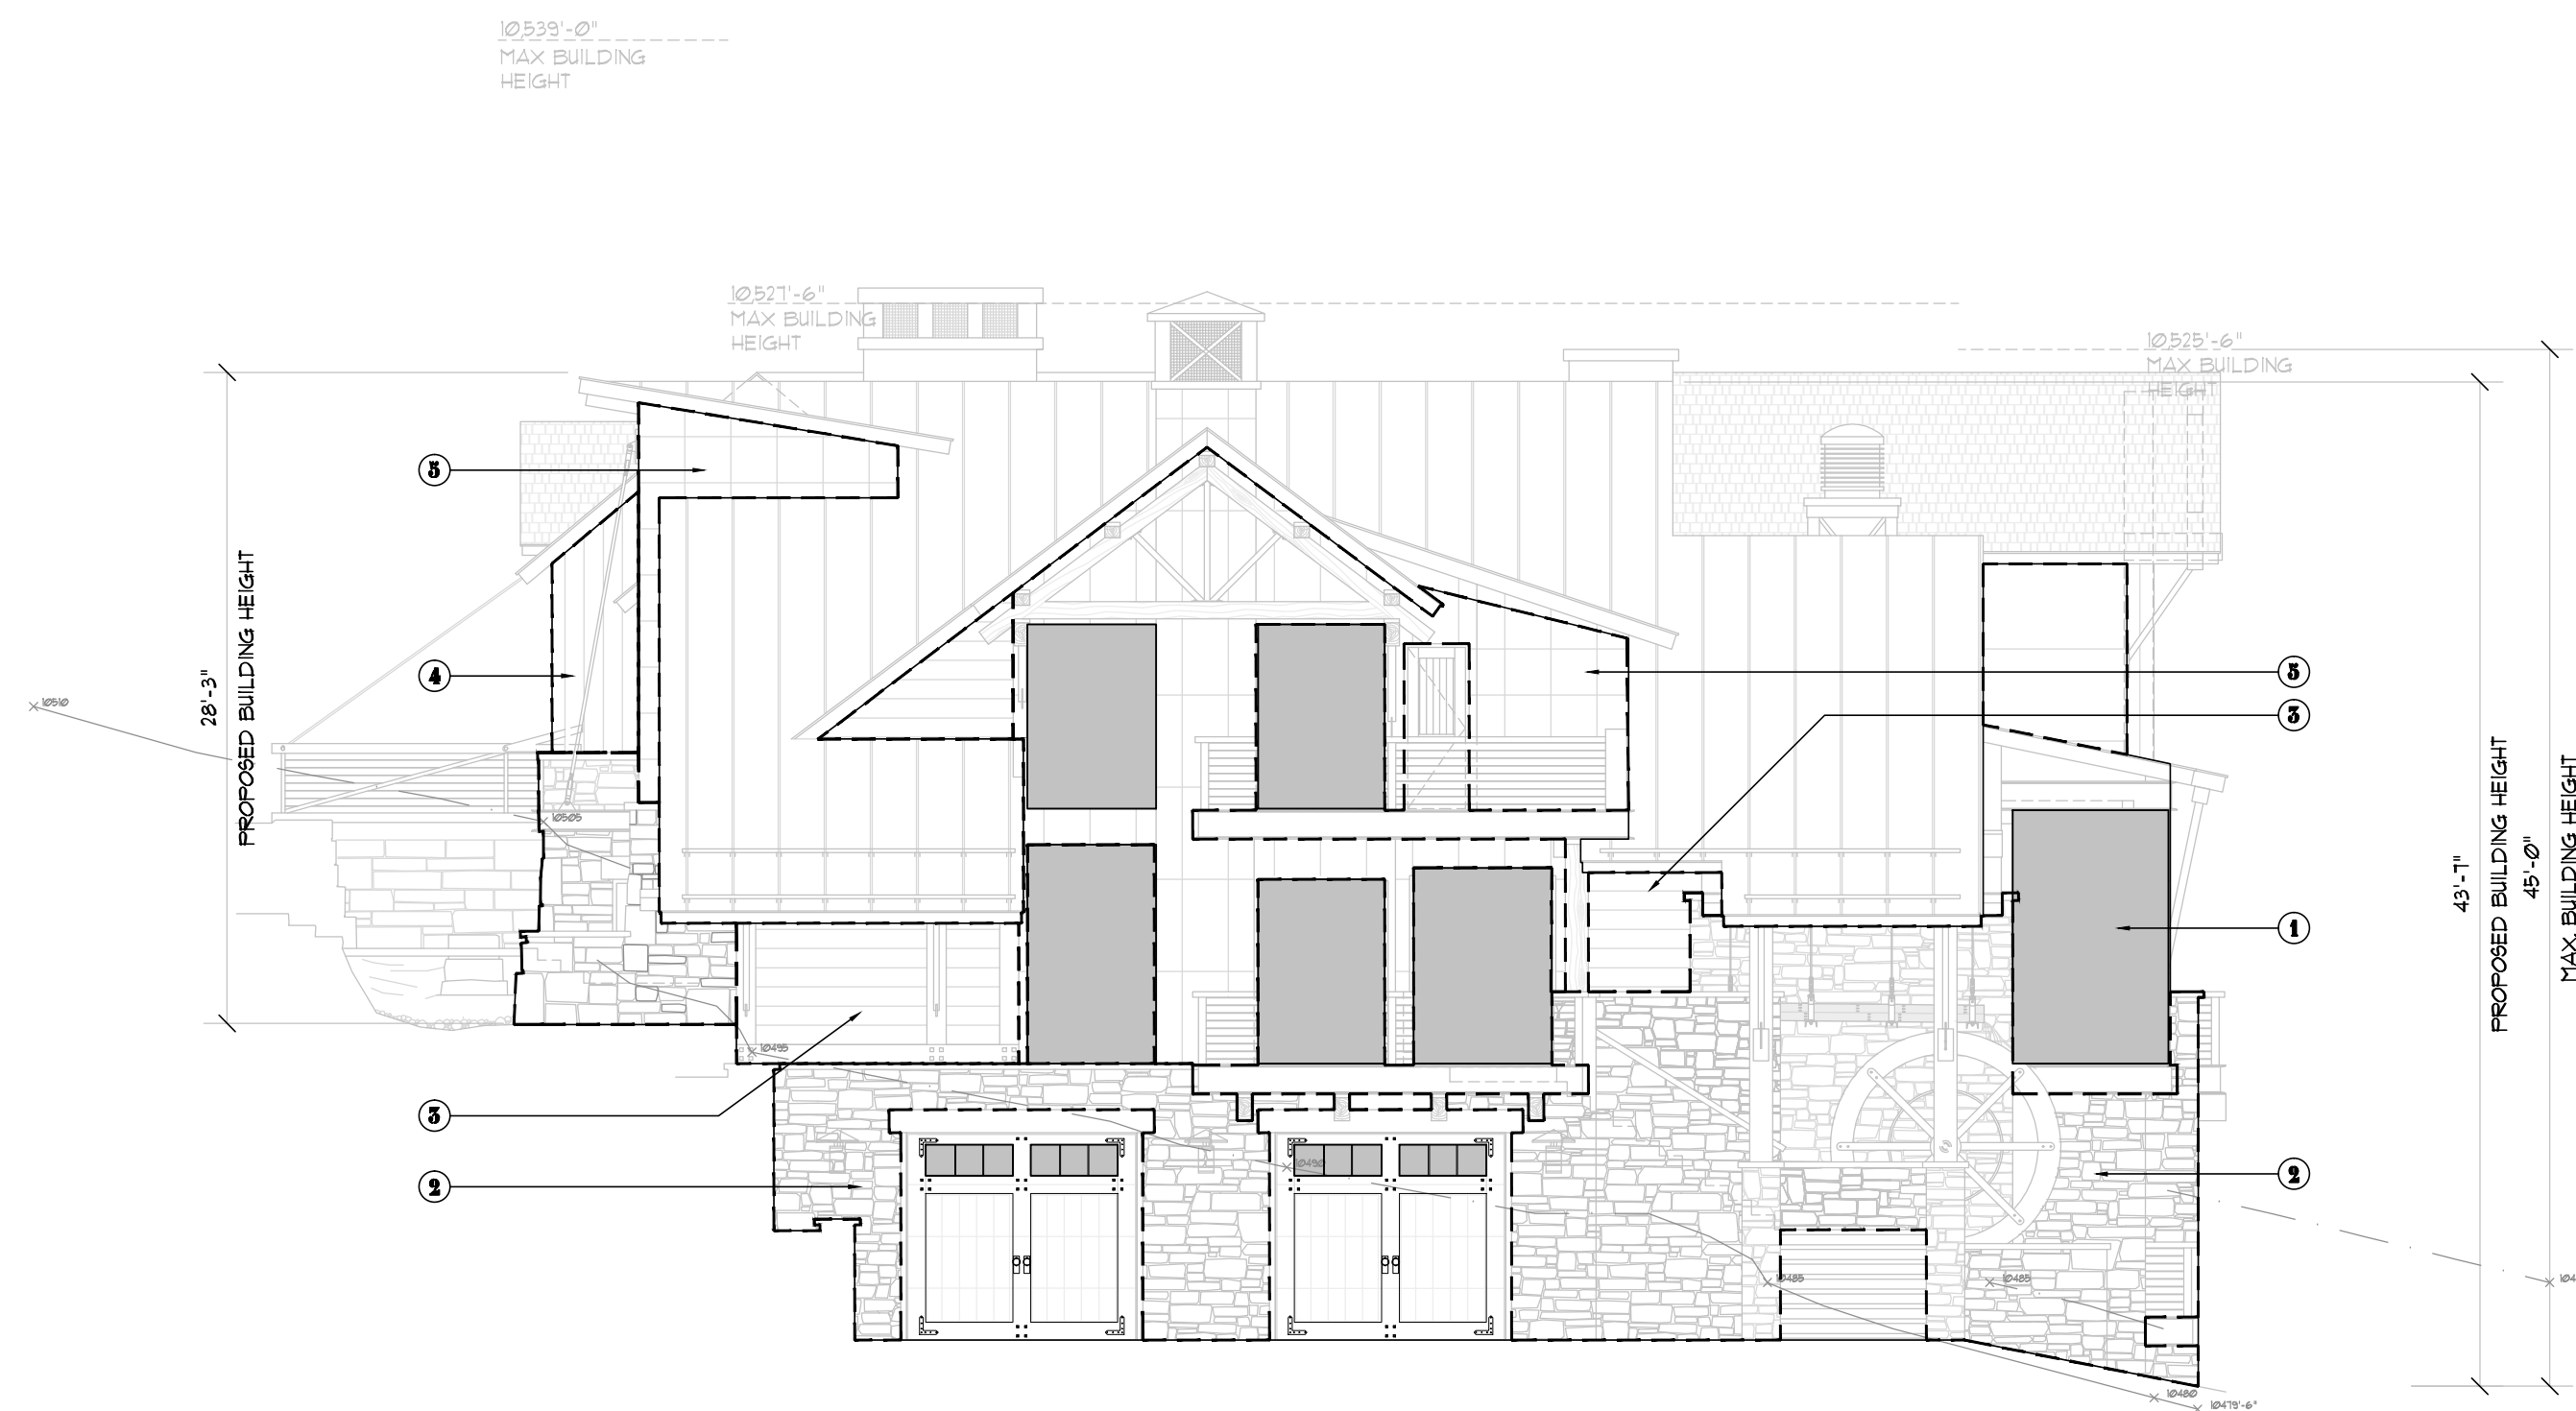 10,539'-0"
MAX BUILDING
HEIGHT
10,527'-6"
MAX BUILDING
HEIGHT
10,525'-6"
MAX BUILDING
HEIGHT
5
4
28'-3"
PROPOSED BUILDING HEIGHT
10510
10505
5
3
1
43'-7"
PROPOSED BUILDING HEIGHT
45'-0"
MAX. BUILDING HEIGHT
10495
3
2
10490
2
10485
10485
10480
10479'-6"